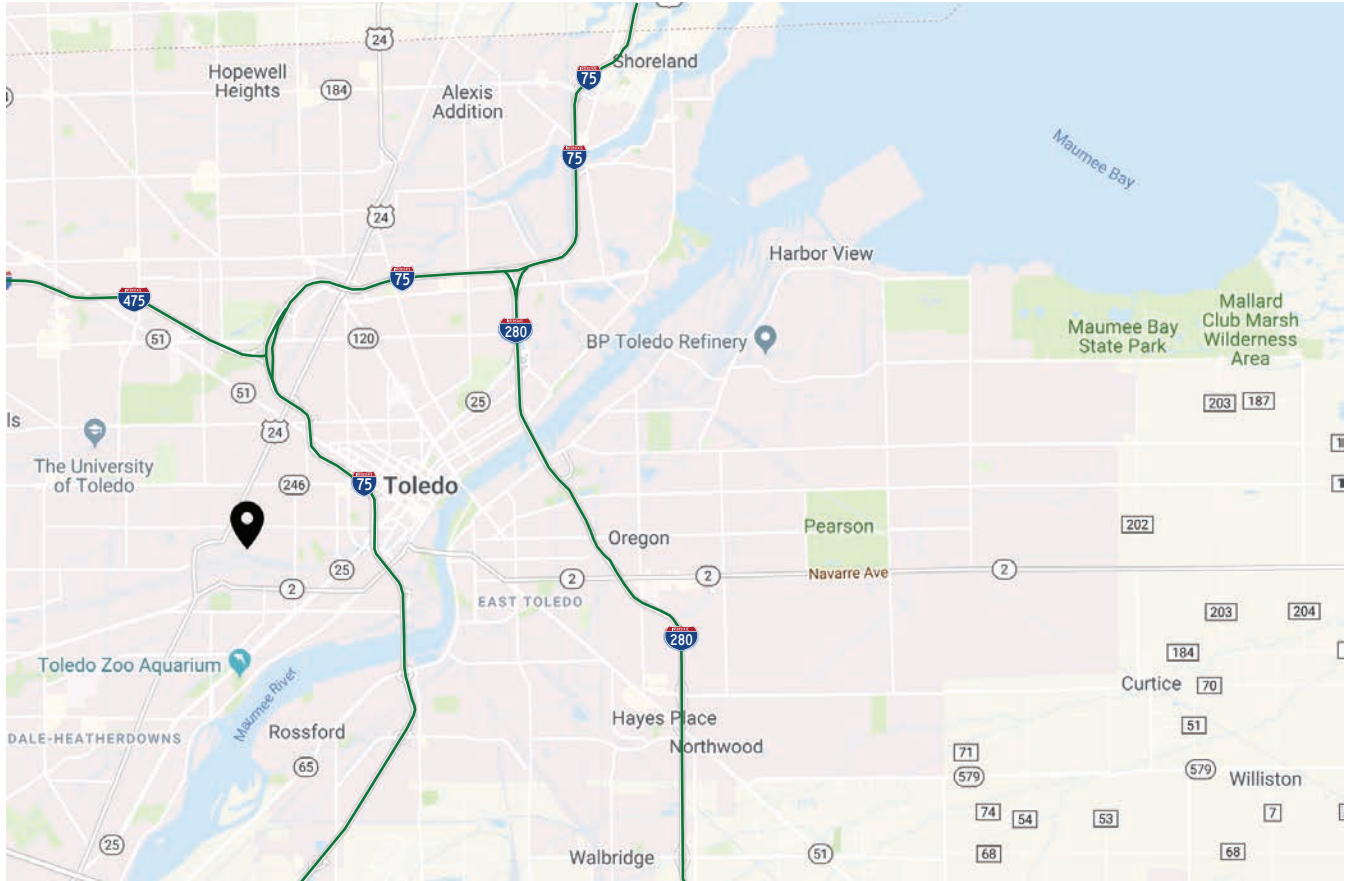 24
Shoreland
Hopewell
Heights
75
184
Alexis
Addition
75
Maumee Bay
24
Harbor View
75
475
Mallard
Club Marsh
Wilderness
Area
280
Maumee Bay
State Park
51
120
BP Toledo Refinery
51
25
203
187
ls
24
The University
of Toledo
246
75
Toledo
202
Pearson
Oregon
25
2
2
2
Navarre Ave
2
EAST TOLEDO
203
204
280
184
Toledo Zoo Aquarium
Curtice
70
Maumee River
Hayes Place
51
DALE-HEATHERDOWNS
Rossford
Northwood
71
65
579
579
Williston
74
54
53
7
25
Walbridge
51
68
68